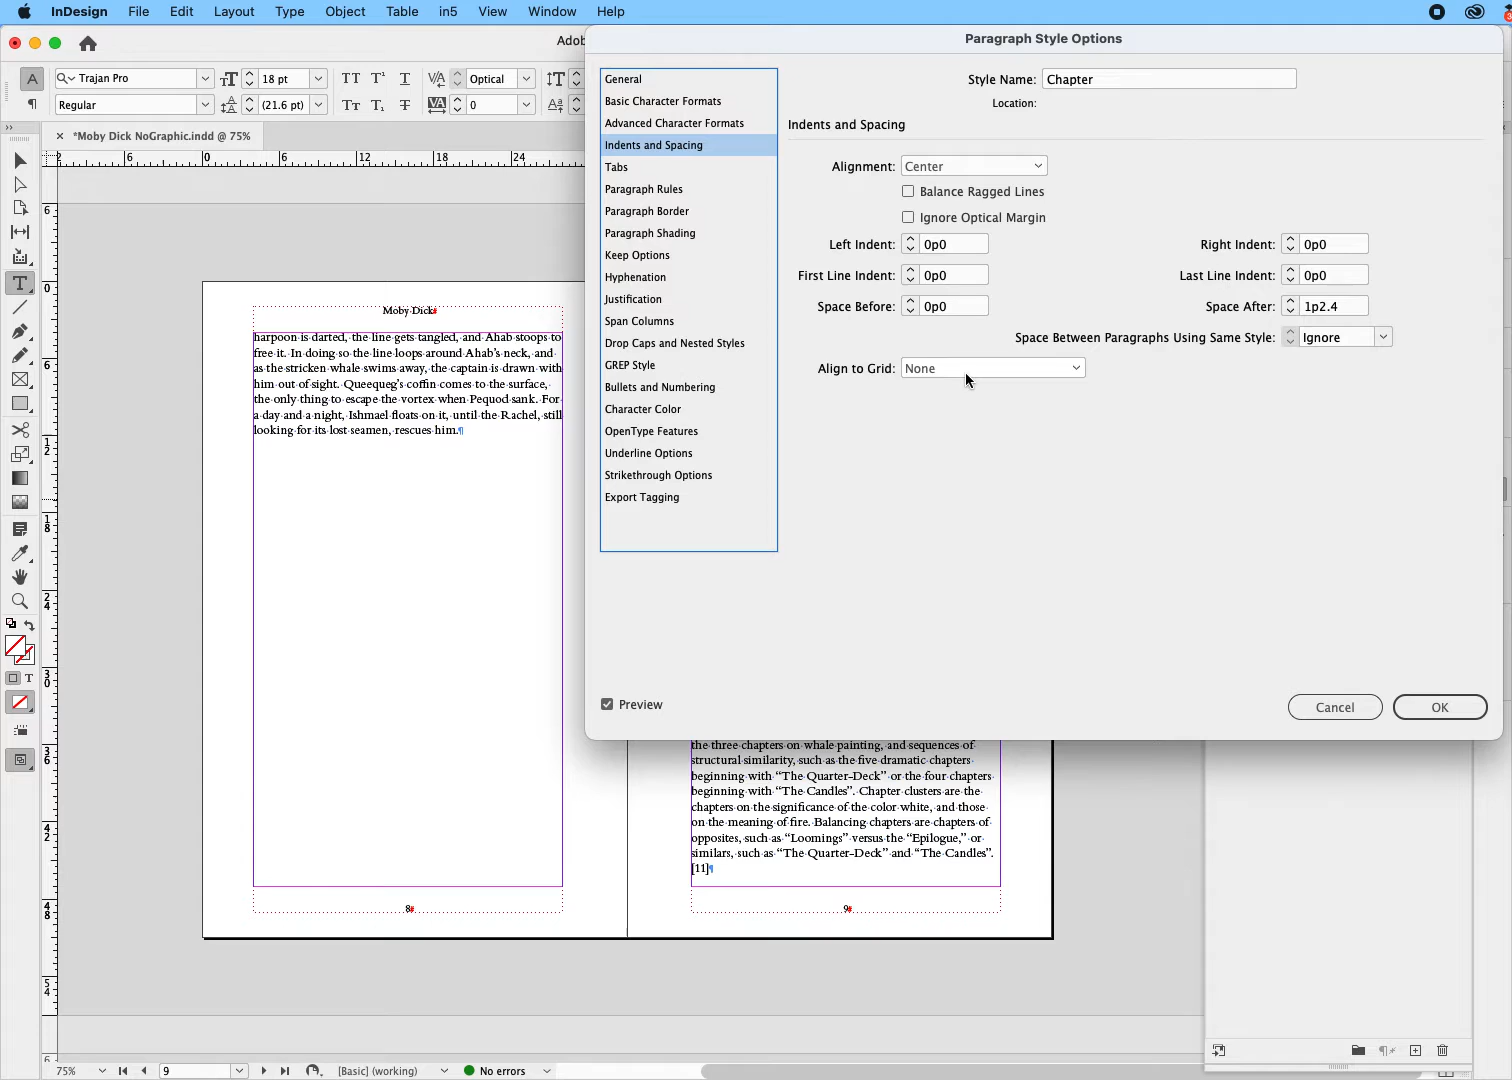 InDesign File Edit Layout Type Object Table in5 View Window Help
Adob
Trajan Pro 18 pt Optical
Regular (21.6 pt) 0
*Moby Dick NoGraphic.indd @ 75%
6 0 6 12 18 24
Moby Dick
harpoon is darted, the line gets tangled, and Ahab stoops to
free it. In doing so the line loops around Ahab's neck, and
as the stricken whale swims away, the captain is drawn with
him out of sight. Queequeg's coffin comes to the surface,
the only thing to escape the vortex when Pequod sank. For
a day and a night, Ishmael floats on it, until the Rachel, still
looking for its lost seamen, rescues him.¶
8
Paragraph Style Options
General
Basic Character Formats
Advanced Character Formats
Indents and Spacing
Tabs
Paragraph Rules
Paragraph Border
Paragraph Shading
Keep Options
Hyphenation
Justification
Span Columns
Drop Caps and Nested Styles
GREP Style
Bullets and Numbering
Character Color
OpenType Features
Underline Options
Strikethrough Options
Export Tagging
Style Name: Chapter
Location:
Indents and Spacing
Alignment: Center
Balance Ragged Lines
Ignore Optical Margin
Left Indent: 0p0 Right Indent: 0p0
First Line Indent: 0p0 Last Line Indent: 0p0
Space Before: 0p0 Space After: 1p2.4
Space Between Paragraphs Using Same Style: Ignore
Align to Grid: None
Preview Cancel OK
the three chapters on whale painting, and sequences of
structural similarity, such as the five dramatic chapters
beginning with “The Quarter-Deck” or the four chapters
beginning with “The Candles”. Chapter clusters are the
chapters on the significance of the color white, and those
on the meaning of fire. Balancing chapters are chapters of
opposites, such as “Loomings” versus the “Epilogue,” or
similars, such as “The Quarter-Deck” and “The Candles”.
[11]¶
9
75% 9 [Basic] (working) No errors